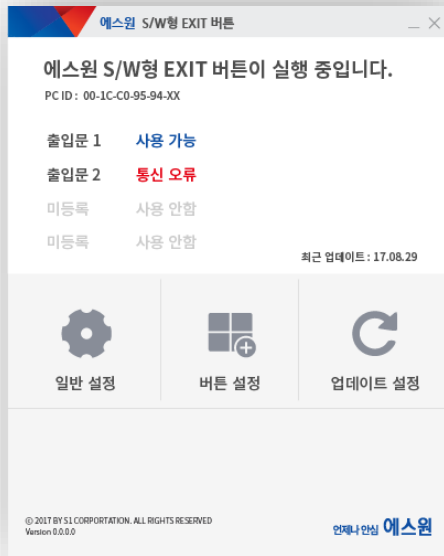 에스원 S/W형 EXIT 버튼
에스원 S/W형 EXIT 버튼이 실행 중입니다.
PC ID : 00-1C-C0-95-94-XX
출입문 1 사용 가능
출입문 2 통신 오류
미등록 사용 안함
미등록 사용 안함
최근 업데이트 : 17.08.29
일반 설정 버튼 설정 업데이트 설정
ⓒ 2017 BY S1 CORPORTATION. ALL RIGHTS RESERVED
Version 0.0.0.0
언제나 안심 에스원